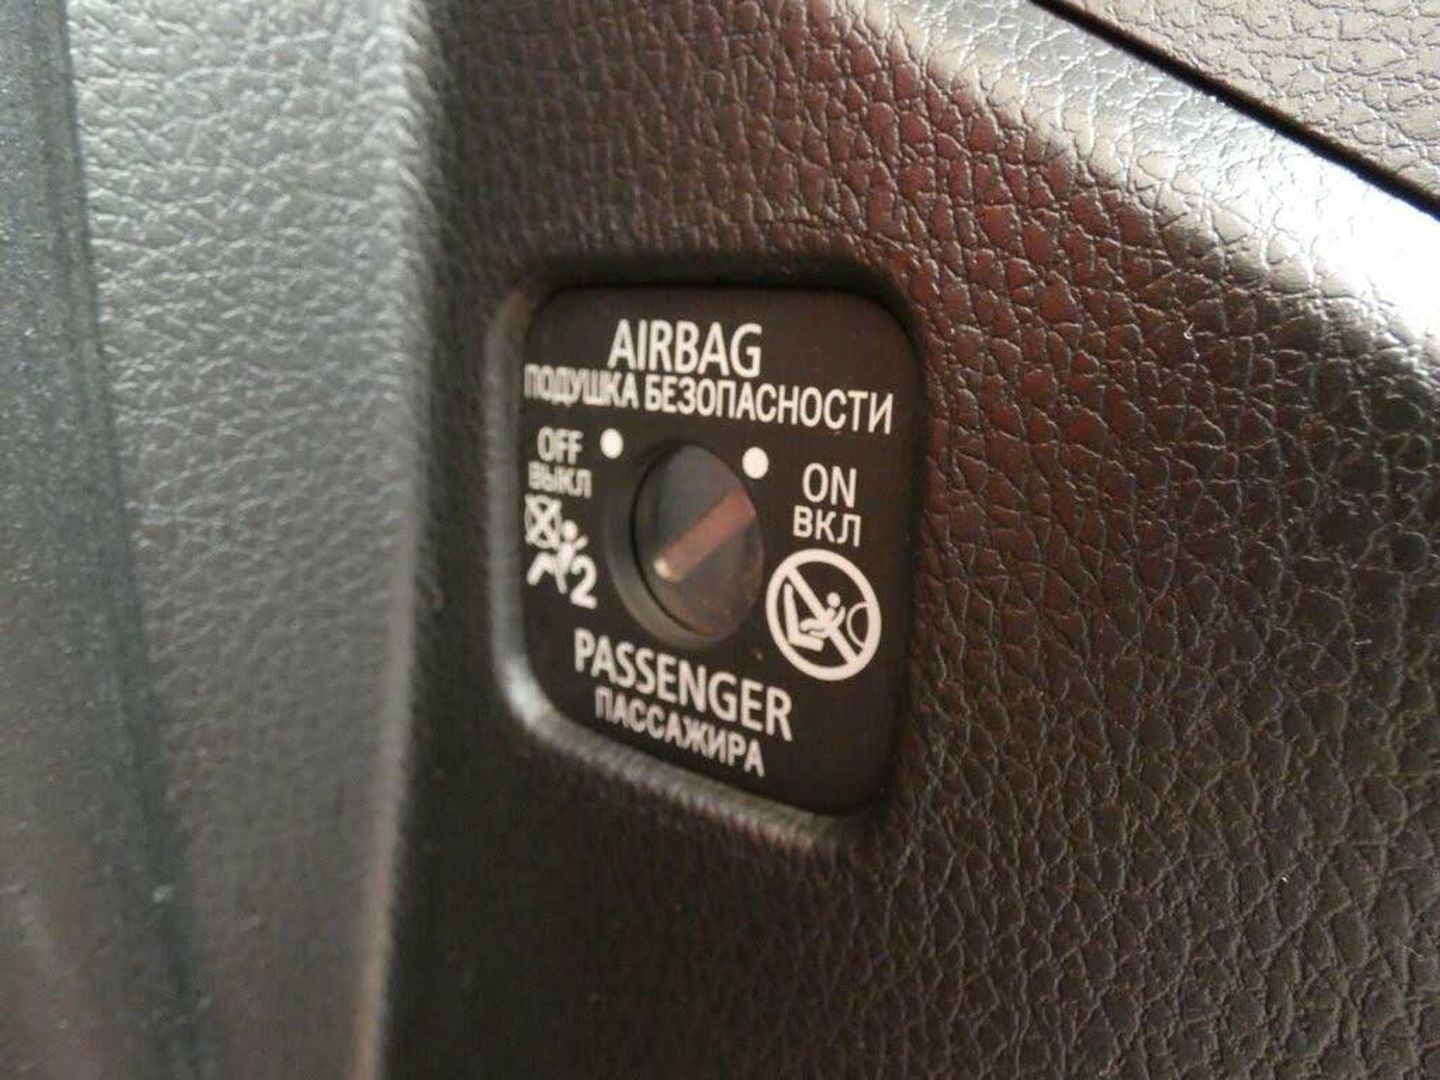 AIRBAG
ПОДУШКА БЕЗОПАСНОСТИ
OFF
ВЫКЛ
ON
ВКЛ
2
PASSENGER
ПАССАЖИРА